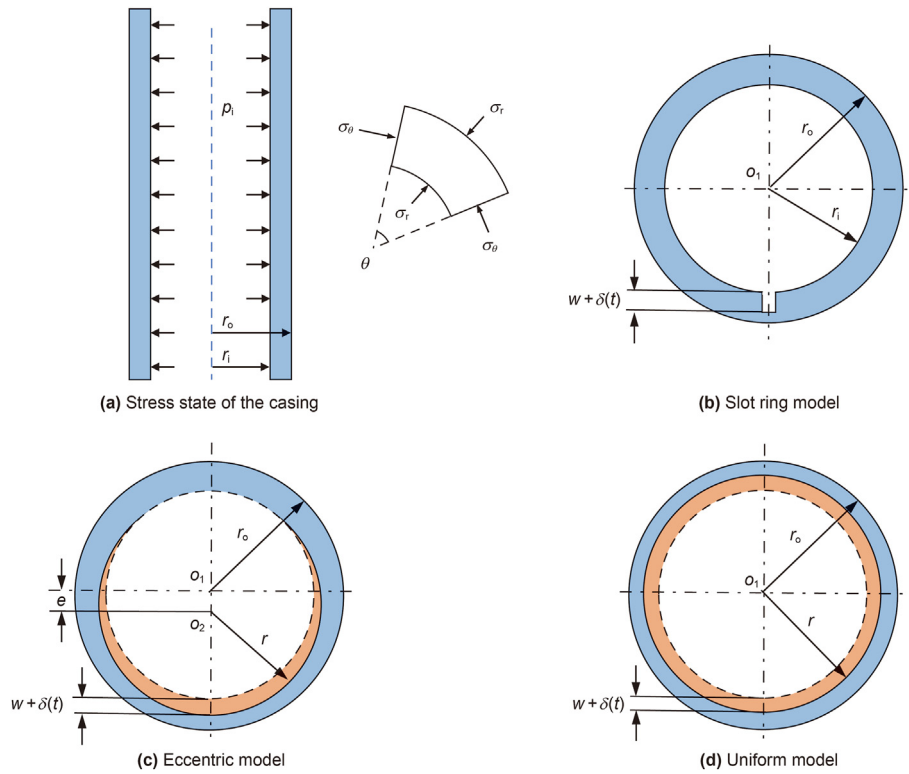 p_i
r_o
r_i
σ_θ
σ_r
σ_r
σ_θ
θ
(a) Stress state of the casing
r_o
o_1
r_i
w + δ(t)
(b) Slot ring model
r_o
o_1
e
o_2
r
w + δ(t)
(c) Eccentric model
r_o
o_1
r
w + δ(t)
(d) Uniform model